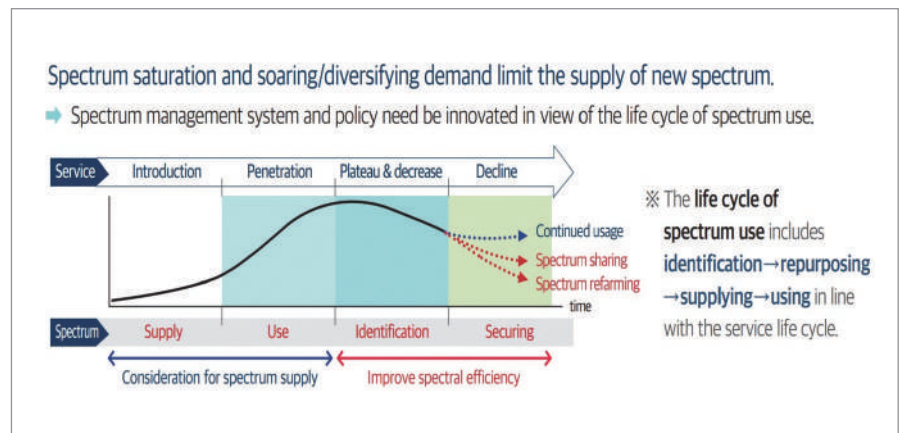 Spectrum saturation and soaring/diversifying demand limit the supply of new spectrum.
Spectrum management system and policy need be innovated in view of the life cycle of spectrum use.
Service Introduction Penetration Plateau & decrease Decline
Continued usage
Spectrum sharing
Spectrum refarming
time
Spectrum Supply Use Identification Securing
Consideration for spectrum supply Improve spectral efficiency
※ The life cycle of
spectrum use includes
identification→repurposing
→supplying→using in line
with the service life cycle.